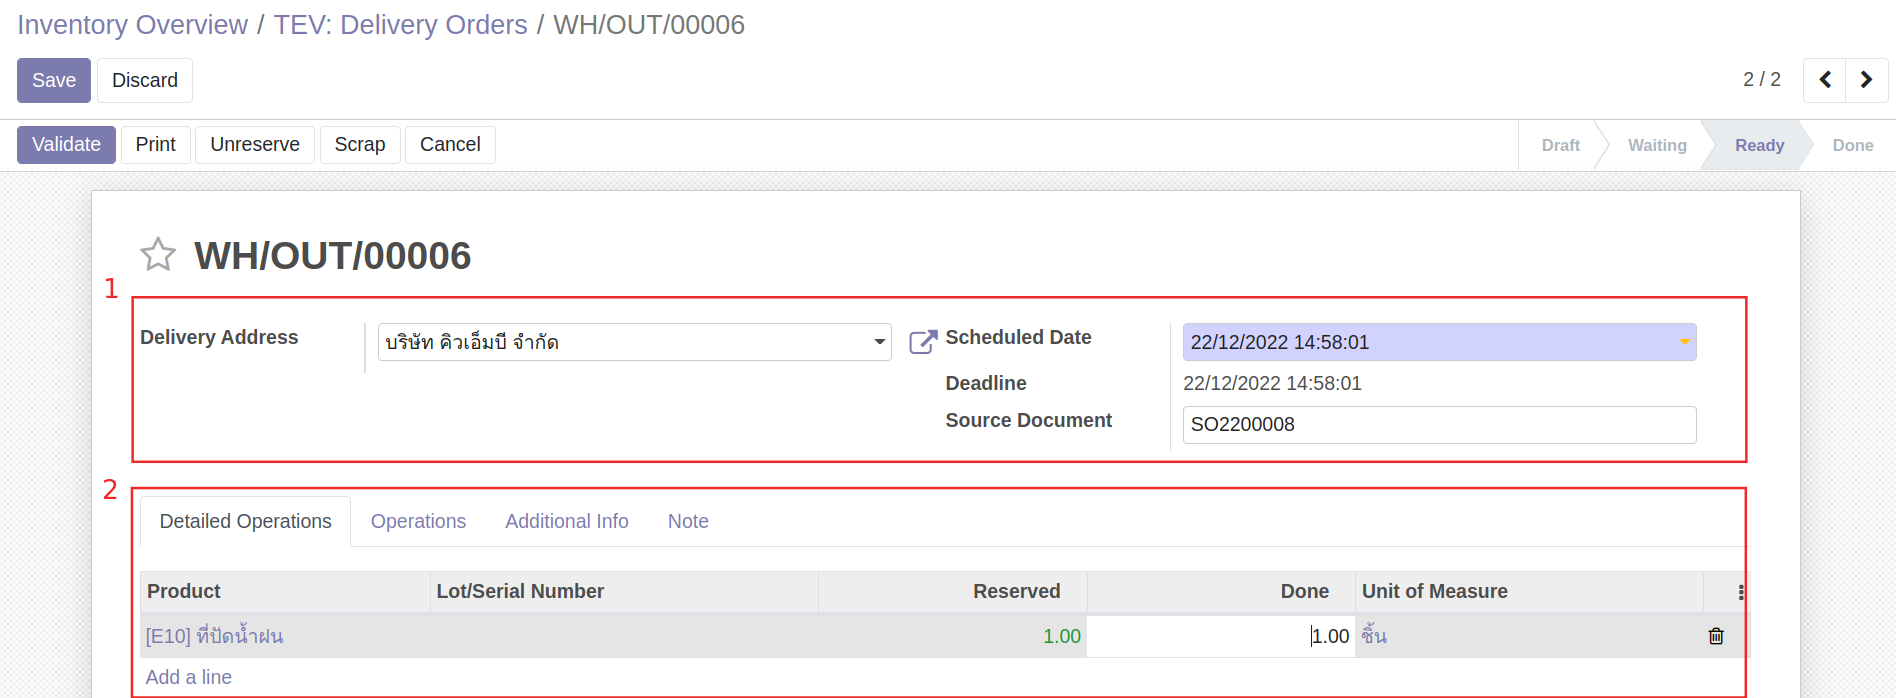 Inventory Overview / TEV: Delivery Orders / WH/OUT/00006
Save Discard 2 / 2
Validate Print Unreserve Scrap Cancel Draft Waiting Ready Done
WH/OUT/00006
1
Delivery Address บริษัท คิวเอ็มบี จำกัด Scheduled Date 22/12/2022 14:58:01
Deadline 22/12/2022 14:58:01
Source Document SO2200008
2
Detailed Operations Operations Additional Info Note
Product Lot/Serial Number Reserved Done Unit of Measure
[E10] ที่ปัดน้ำฝน 1.00 1.00 ชิ้น
Add a line